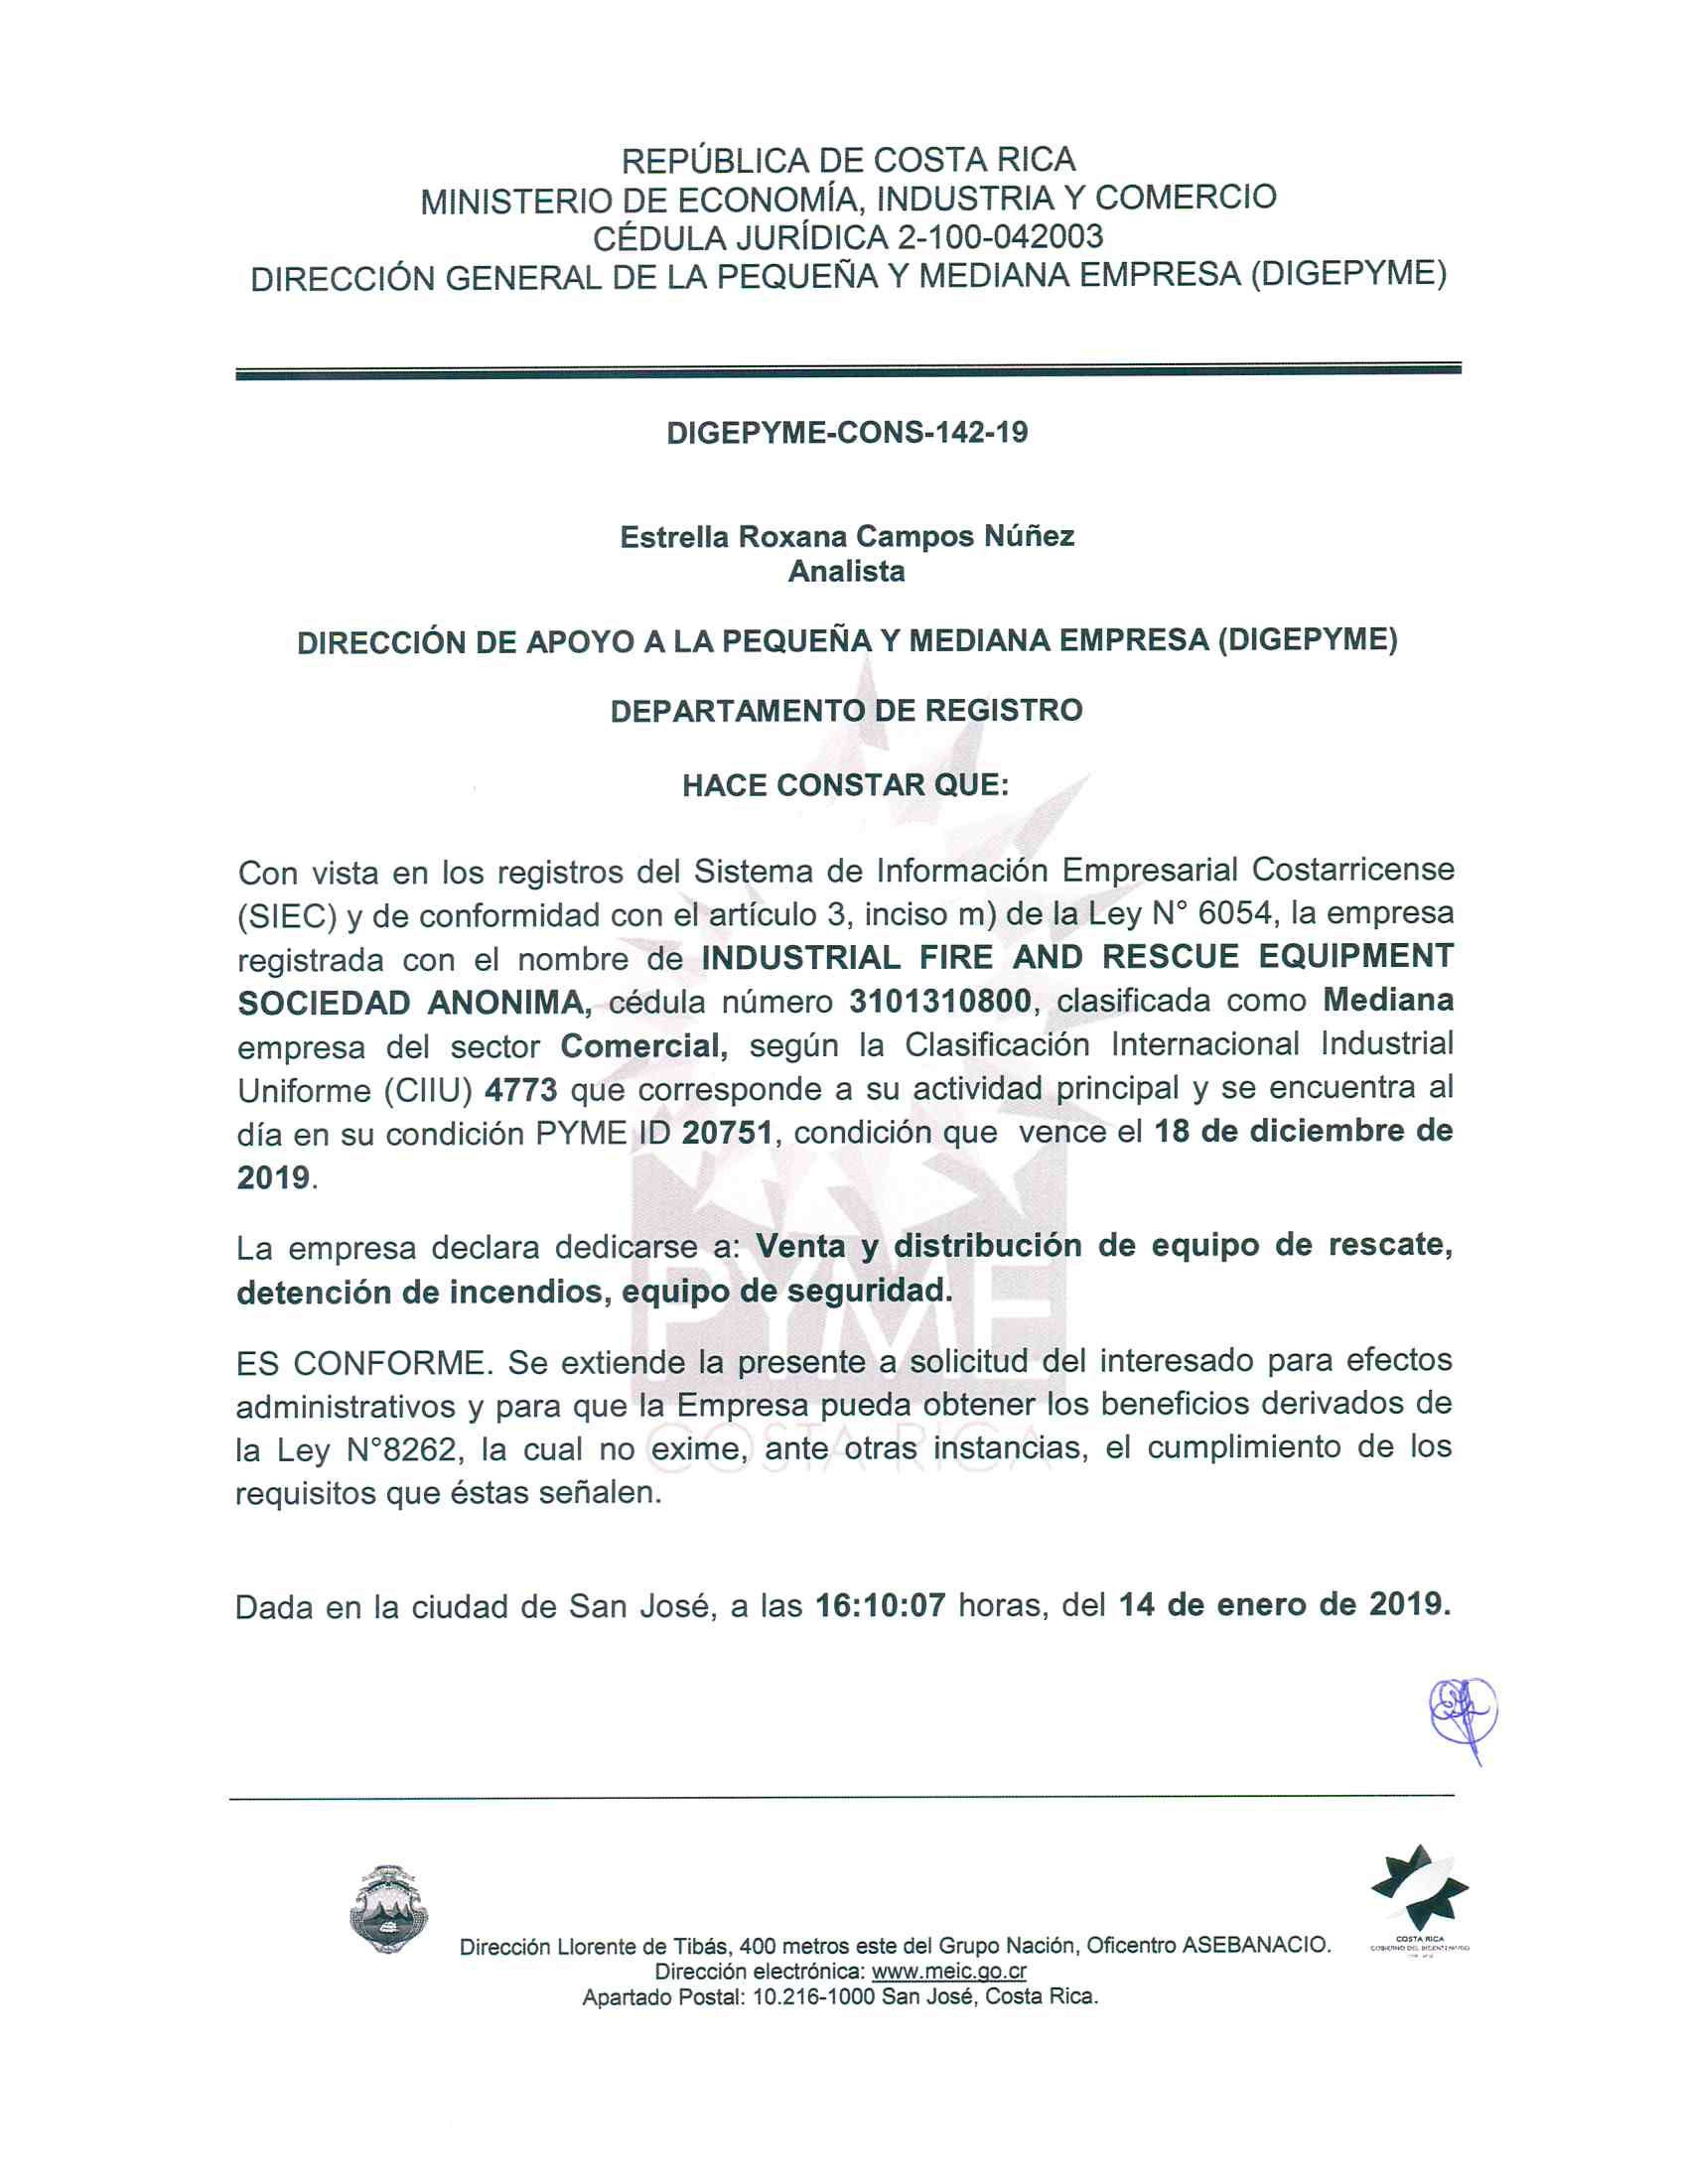 REPÚBLICA DE COSTA RICA
MINISTERIO DE ECONOMÍA, INDUSTRIA Y COMERCIO
CÉDULA JURÍDICA 2-100-042003
DIRECCIÓN GENERAL DE LA PEQUEÑA Y MEDIANA EMPRESA (DIGEPYME)
DIGEPYME-CONS-142-19
Estrella Roxana Campos Núñez
Analista
DIRECCIÓN DE APOYO A LA PEQUEÑA Y MEDIANA EMPRESA (DIGEPYME)
DEPARTAMENTO DE REGISTRO
HACE CONSTAR QUE:
Con vista en los registros del Sistema de Información Empresarial Costarricense
(SIEC) y de conformidad con el artículo 3, inciso m) de la Ley N° 6054, la empresa
registrada con el nombre de INDUSTRIAL FIRE AND RESCUE EQUIPMENT
SOCIEDAD ANONIMA, cédula número 3101310800, clasificada como Mediana
empresa del sector Comercial, según la Clasificación Internacional Industrial
Uniforme (CIIU) 4773 que corresponde a su actividad principal y se encuentra al
día en su condición PYME ID 20751, condición que vence el 18 de diciembre de
2019.
La empresa declara dedicarse a: Venta y distribución de equipo de rescate,
detención de incendios, equipo de seguridad.
PYME
ES CONFORME. Se extiende la presente a solicitud del interesado para efectos
administrativos y para que la Empresa pueda obtener los beneficios derivados de
la Ley N°8262, la cual no exime, ante otras instancias, el cumplimiento de los
COSTA RICA
requisitos que éstas señalen.
Dada en la ciudad de San José, a las 16:10:07 horas, del 14 de enero de 2019.
Dirección Llorente de Tibás, 400 metros este del Grupo Nación, Oficentro ASEBANACIO.
Dirección electrónica: www.meic.go.cr
Apartado Postal: 10.216-1000 San José, Costa Rica.
COSTA RICA
GOBIERNO DEL BICENTENARIO